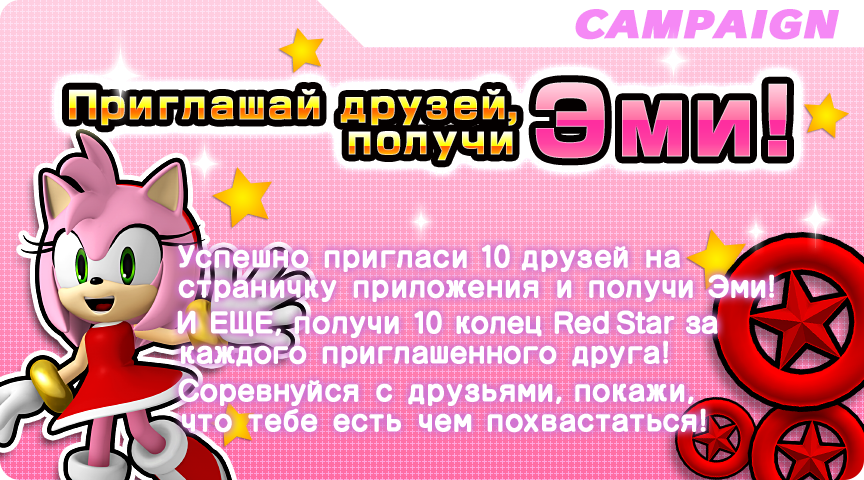 CAMPAIGN
Приглашай друзей,
получи Эми!
Успешно пригласи 10 друзей на
страничку приложения и получи Эми!
И ЕЩЕ, получи 10 колец Red Star за
каждого приглашенного друга!
Соревнуйся с друзьями, покажи,
что тебе есть чем похвастаться!